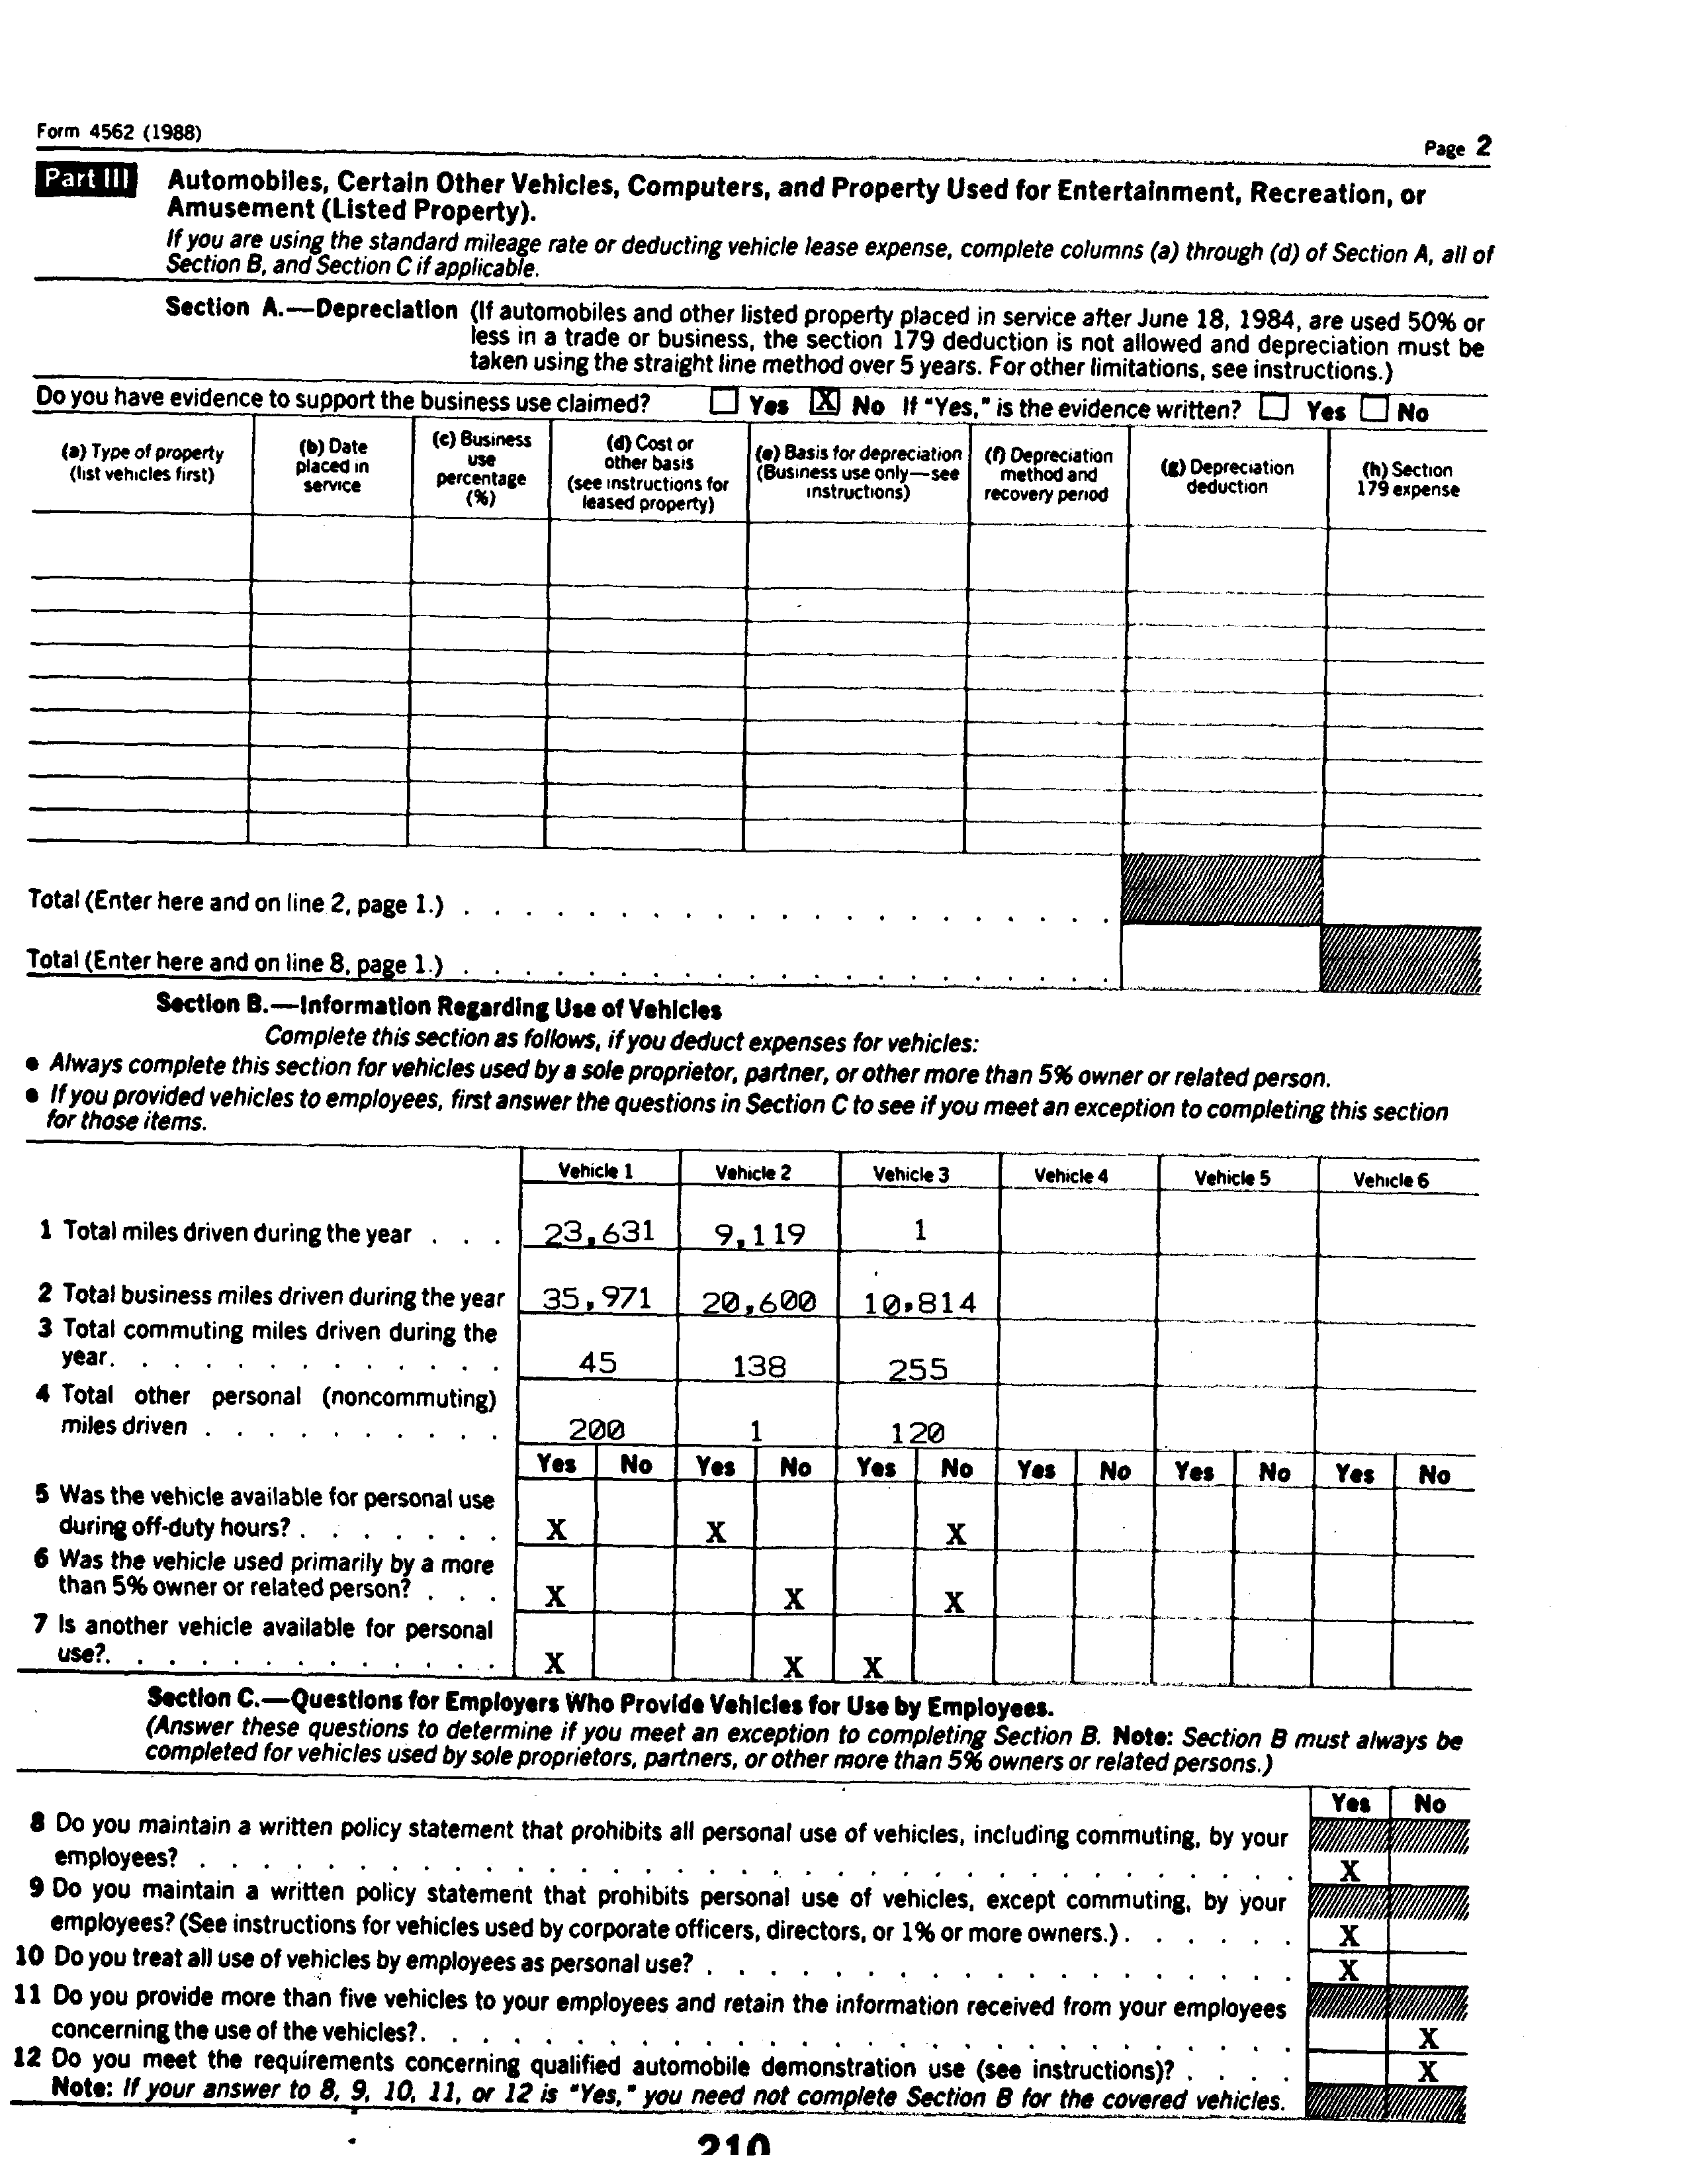 Form 4562 (1988)
Page 2
Part III Automobiles, Certain Other Vehicles, Computers, and Property Used for Entertainment, Recreation, or
Amusement (Listed Property).
If you are using the standard mileage rate or deducting vehicle lease expense, complete columns (a) through (d) of Section A, all of
Section B, and Section C if applicable.
Section A.—Depreciation (If automobiles and other listed property placed in service after June 18, 1984, are used 50% or
less in a trade or business, the section 179 deduction is not allowed and depreciation must be
taken using the straight line method over 5 years. For other limitations, see instructions.)
Do you have evidence to support the business use claimed? Yes X No If "Yes," is the evidence written? Yes No
(a) Type of property
(list vehicles first)
(b) Date
placed in
service
(c) Business
use
percentage
(%)
(d) Cost or
other basis
(see instructions for
leased property)
(e) Basis for depreciation
(Business use only—see
instructions)
(f) Depreciation
method and
recovery period
(g) Depreciation
deduction
(h) Section
179 expense
Total (Enter here and on line 2, page 1.) . . . . . . . . . . . . . . . . . . . . .
Total (Enter here and on line 8, page 1.) . . . . . . . . . . . . . . . . . . . . .
Section B.—Information Regarding Use of Vehicles
Complete this section as follows, if you deduct expenses for vehicles:
● Always complete this section for vehicles used by a sole proprietor, partner, or other more than 5% owner or related person.
● If you provided vehicles to employees, first answer the questions in Section C to see if you meet an exception to completing this section
for those items.
Vehicle 1 Vehicle 2 Vehicle 3 Vehicle 4 Vehicle 5 Vehicle 6
1 Total miles driven during the year . . . 23,631 9,119 1
2 Total business miles driven during the year 35,971 20,600 10,814
3 Total commuting miles driven during the
year. . . . . . . . . . . . . 45 138 255
4 Total other personal (noncommuting)
miles driven . . . . . . . . . . 200 1 120
Yes No Yes No Yes No Yes No Yes No Yes No
5 Was the vehicle available for personal use
during off-duty hours? . . . . . . . X X X
6 Was the vehicle used primarily by a more
than 5% owner or related person? . . . X X X
7 Is another vehicle available for personal
use?. . . . . . . . . . . . . X X X
Section C.—Questions for Employers Who Provide Vehicles for Use by Employees.
(Answer these questions to determine if you meet an exception to completing Section B. Note: Section B must always be
completed for vehicles used by sole proprietors, partners, or other more than 5% owners or related persons.)
Yes No
8 Do you maintain a written policy statement that prohibits all personal use of vehicles, including commuting, by your
employees? . . . . . . . . . . . . . . . . . . . . . . . . . . . . . . . . . . . X
9 Do you maintain a written policy statement that prohibits personal use of vehicles, except commuting, by your
employees? (See instructions for vehicles used by corporate officers, directors, or 1% or more owners.) . . . . . . X
10 Do you treat all use of vehicles by employees as personal use? . . . . . . . . . . . . . . . . . . . X
11 Do you provide more than five vehicles to your employees and retain the information received from your employees
concerning the use of the vehicles?. . . . . . . . . . . . . . . . . . . . . . . . . . . . X
12 Do you meet the requirements concerning qualified automobile demonstration use (see instructions)? . . . . X
Note: If your answer to 8, 9, 10, 11, or 12 is "Yes," you need not complete Section B for the covered vehicles.
210